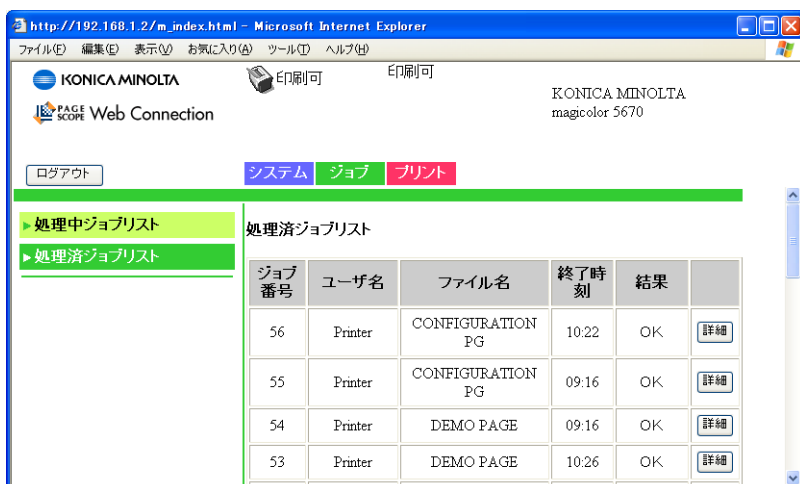 http://192.168.1.2/m_index.html - Microsoft Internet Explorer
ファイル(F) 編集(E) 表示(V) お気に入り(A) ツール(T) ヘルプ(H)
KONICA MINOLTA
印刷可
印刷可
KONICA MINOLTA
magicolor 5670
PAGE SCOPE Web Connection
ログアウト
システム ジョブ プリント
処理中ジョブリスト
処理済ジョブリスト
処理済ジョブリスト
ジョブ番号 ユーザ名 ファイル名 終了時刻 結果
56 Printer CONFIGURATION PG 10:22 OK 詳細
55 Printer CONFIGURATION PG 09:16 OK 詳細
54 Printer DEMO PAGE 09:16 OK 詳細
53 Printer DEMO PAGE 10:26 OK 詳細